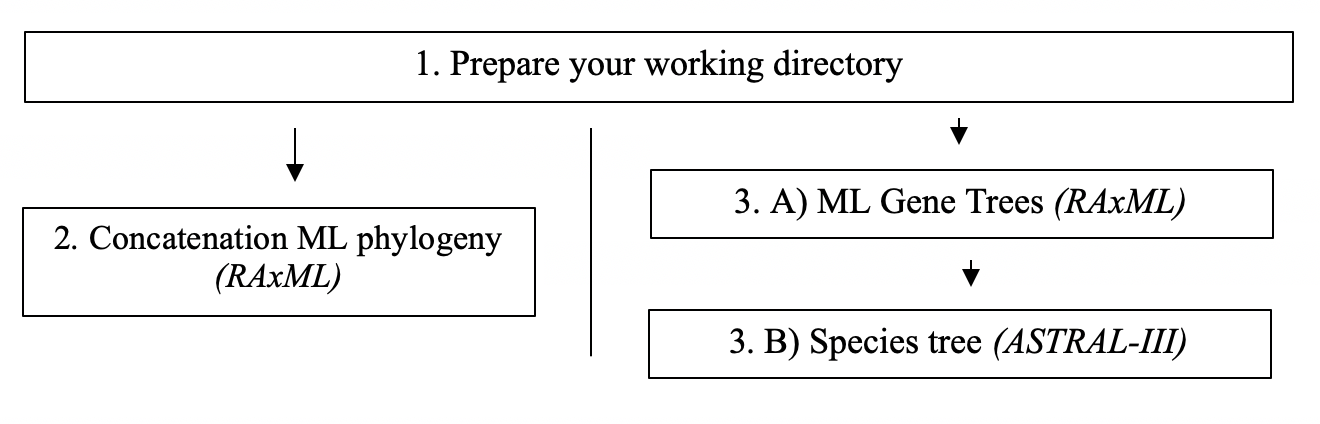 1. Prepare your working directory
2. Concatenation ML phylogeny
(RAxML)
3. A) ML Gene Trees (RAxML)
3. B) Species tree (ASTRAL-III)